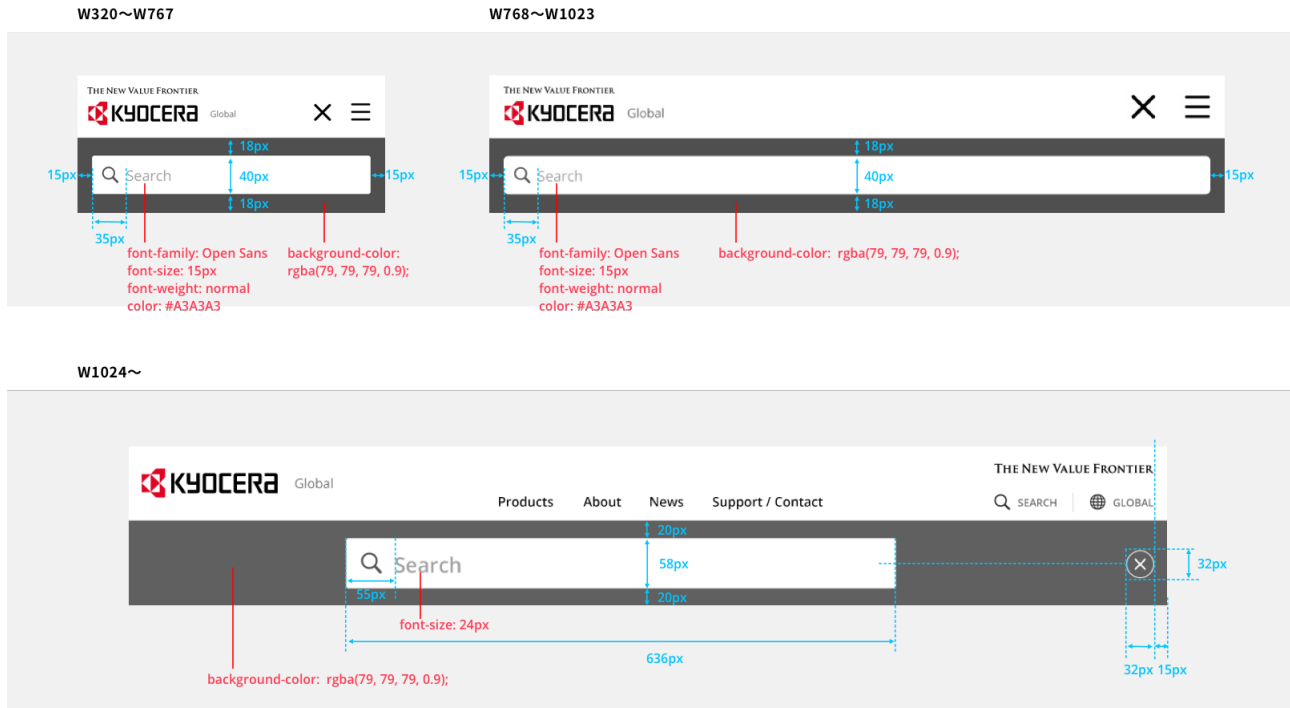 W320～W767
W768～W1023
THE NEW VALUE FRONTIER
KYOCERA Global
18px
15px
Search
40px
15px
18px
35px
font-family: Open Sans
font-size: 15px
font-weight: normal
color: #A3A3A3
background-color:
rgba(79, 79, 79, 0.9);
THE NEW VALUE FRONTIER
KYOCERA Global
18px
15px
Search
40px
15px
18px
35px
font-family: Open Sans
font-size: 15px
font-weight: normal
color: #A3A3A3
background-color: rgba(79, 79, 79, 0.9);
W1024～
THE NEW VALUE FRONTIER
KYOCERA Global
Products About News Support / Contact
SEARCH GLOBAL
20px
Search
58px
32px
55px
20px
font-size: 24px
636px
32px 15px
background-color: rgba(79, 79, 79, 0.9);